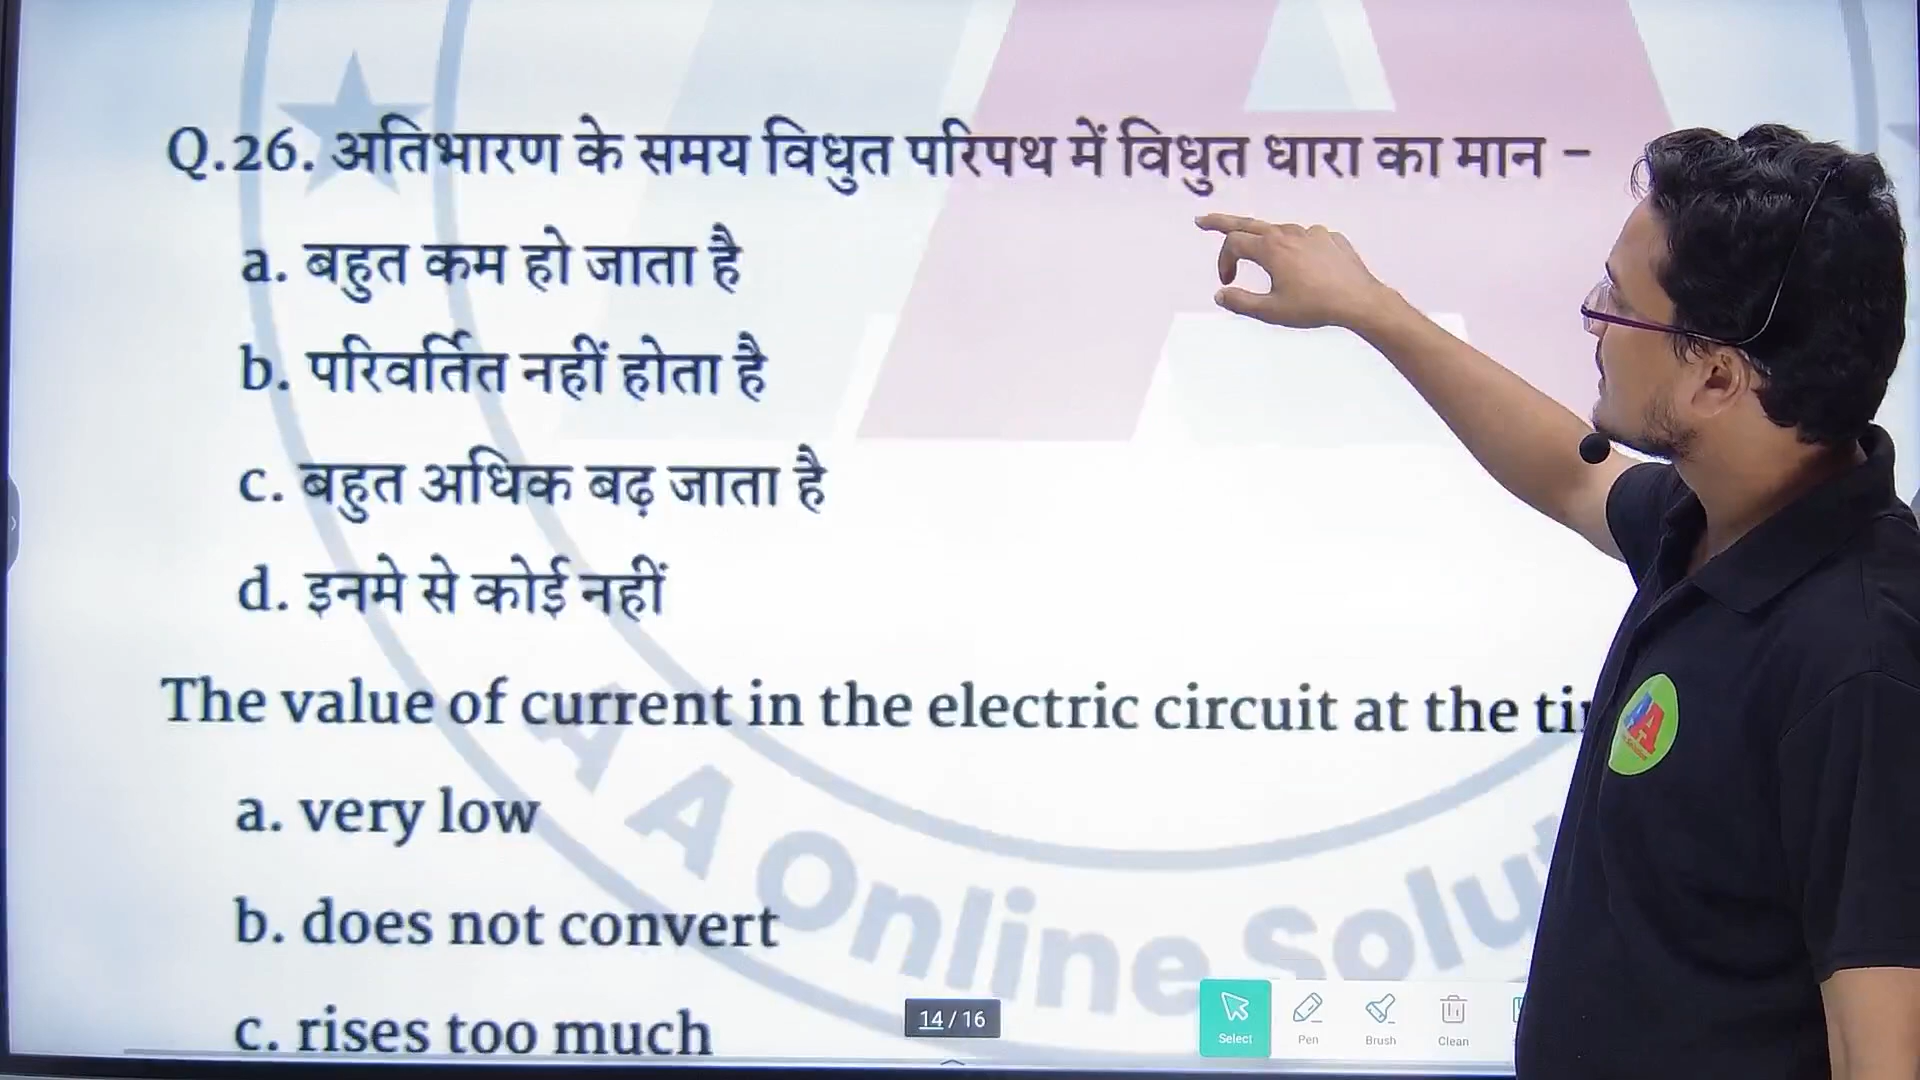 Q.26. अतिभारण के समय विधुत परिपथ में विधुत धारा का मान –
a. बहुत कम हो जाता है
b. परिवर्तित नहीं होता है
c. बहुत अधिक बढ़ जाता है
d. इनमे से कोई नहीं
The value of current in the electric circuit at the
a. very low
b. does not convert
c. rises too much
AA Online
14/16
Select Pen Brush Clean